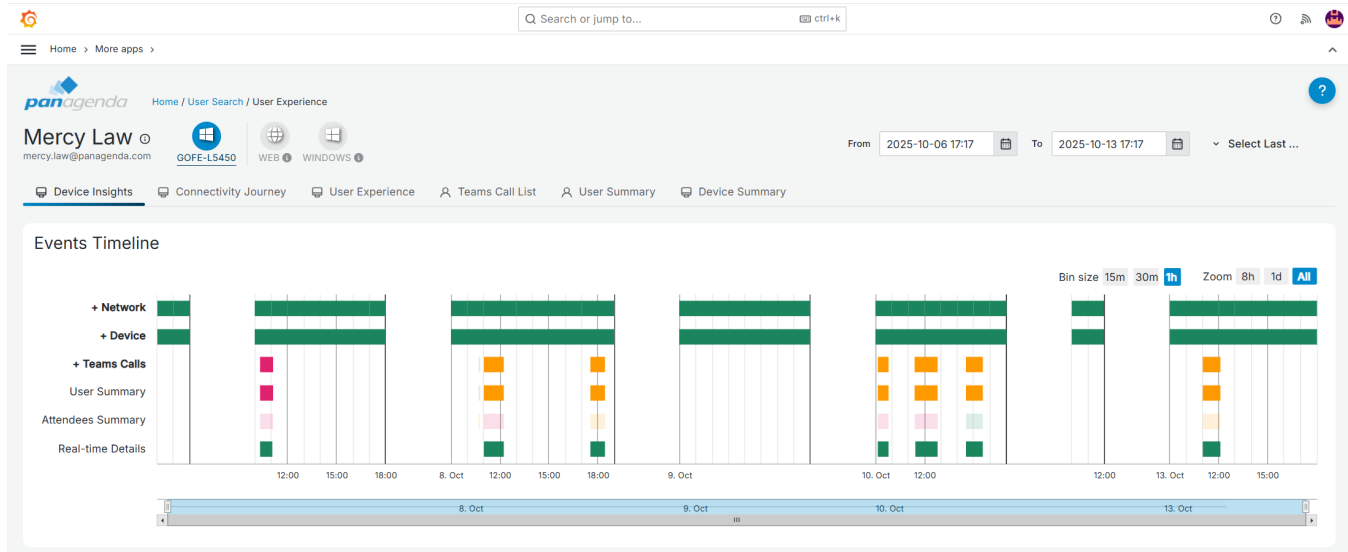 Search or jump to... ctrl+k
Home > More apps >
panagenda Home / User Search / User Experience ?
Mercy Law
mercy.law@panagenda.com
GOFE-L5450 WEB WINDOWS
From 2025-10-06 17:17 To 2025-10-13 17:17 Select Last ...
Device Insights Connectivity Journey User Experience Teams Call List User Summary Device Summary
Events Timeline
Bin size 15m 30m 1h Zoom 8h 1d All
+ Network
+ Device
+ Teams Calls
User Summary
Attendees Summary
Real-time Details
12:00 15:00 18:00 8. Oct 12:00 15:00 18:00 9. Oct 10. Oct 12:00 12:00 13. Oct 12:00 15:00
8. Oct 9. Oct 10. Oct 13. Oct